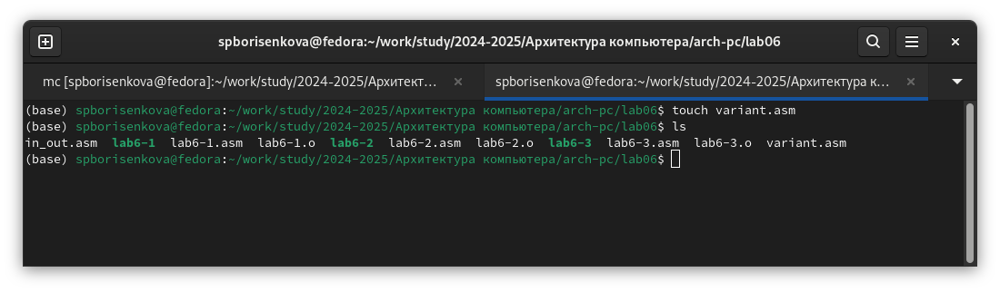 spborisenkova@fedora:~/work/study/2024-2025/Архитектура компьютера/arch-pc/lab06
mc [spborisenkova@fedora]:~/work/study/2024-2025/Архитект...
spborisenkova@fedora:~/work/study/2024-2025/Архитектура к...
(base) spborisenkova@fedora:~/work/study/2024-2025/Архитектура компьютера/arch-pc/lab06$ touch variant.asm
(base) spborisenkova@fedora:~/work/study/2024-2025/Архитектура компьютера/arch-pc/lab06$ ls
in_out.asm lab6-1 lab6-1.asm lab6-1.o lab6-2 lab6-2.asm lab6-2.o lab6-3 lab6-3.asm lab6-3.o variant.asm
(base) spborisenkova@fedora:~/work/study/2024-2025/Архитектура компьютера/arch-pc/lab06$